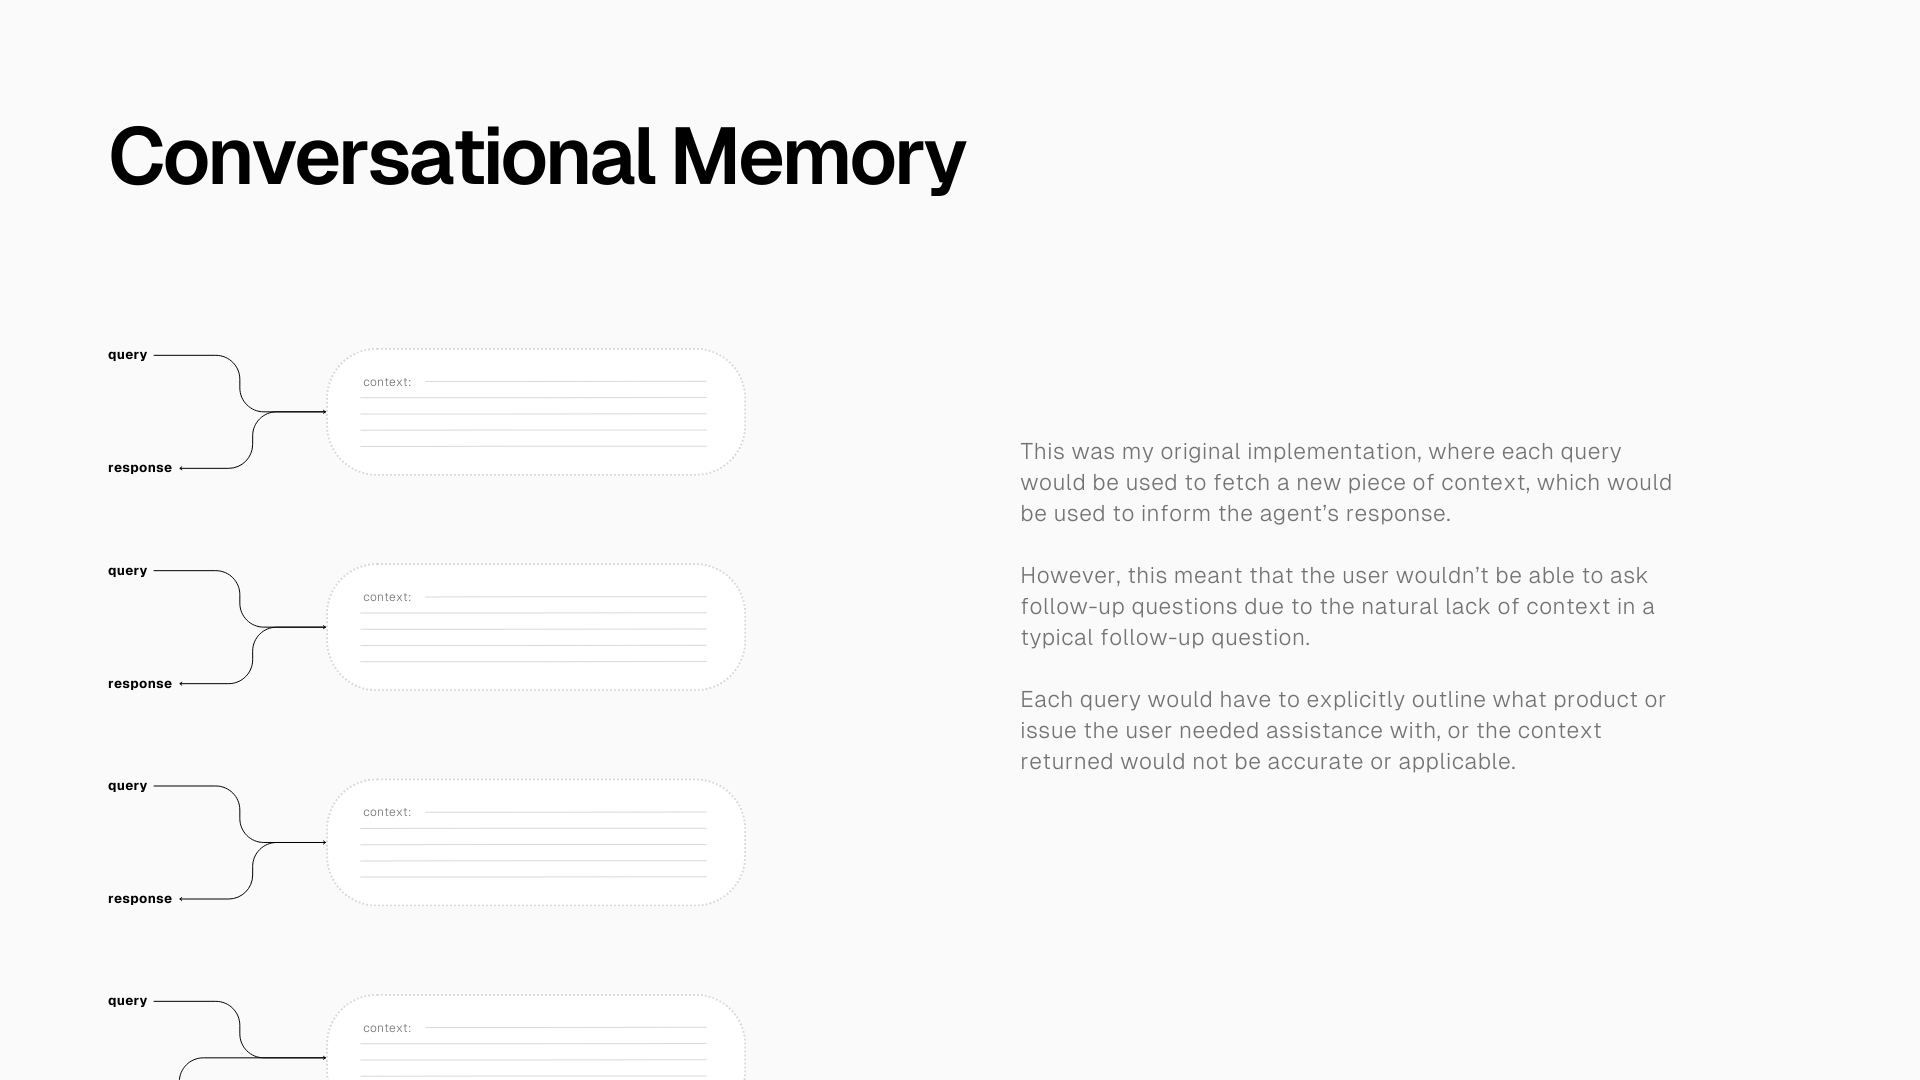 Conversational Memory
query
context:
response
query
context:
response
query
context:
response
query
context:
This was my original implementation, where each query
would be used to fetch a new piece of context, which would
be used to inform the agent’s response.
However, this meant that the user wouldn’t be able to ask
follow-up questions due to the natural lack of context in a
typical follow-up question.
Each query would have to explicitly outline what product or
issue the user needed assistance with, or the context
returned would not be accurate or applicable.